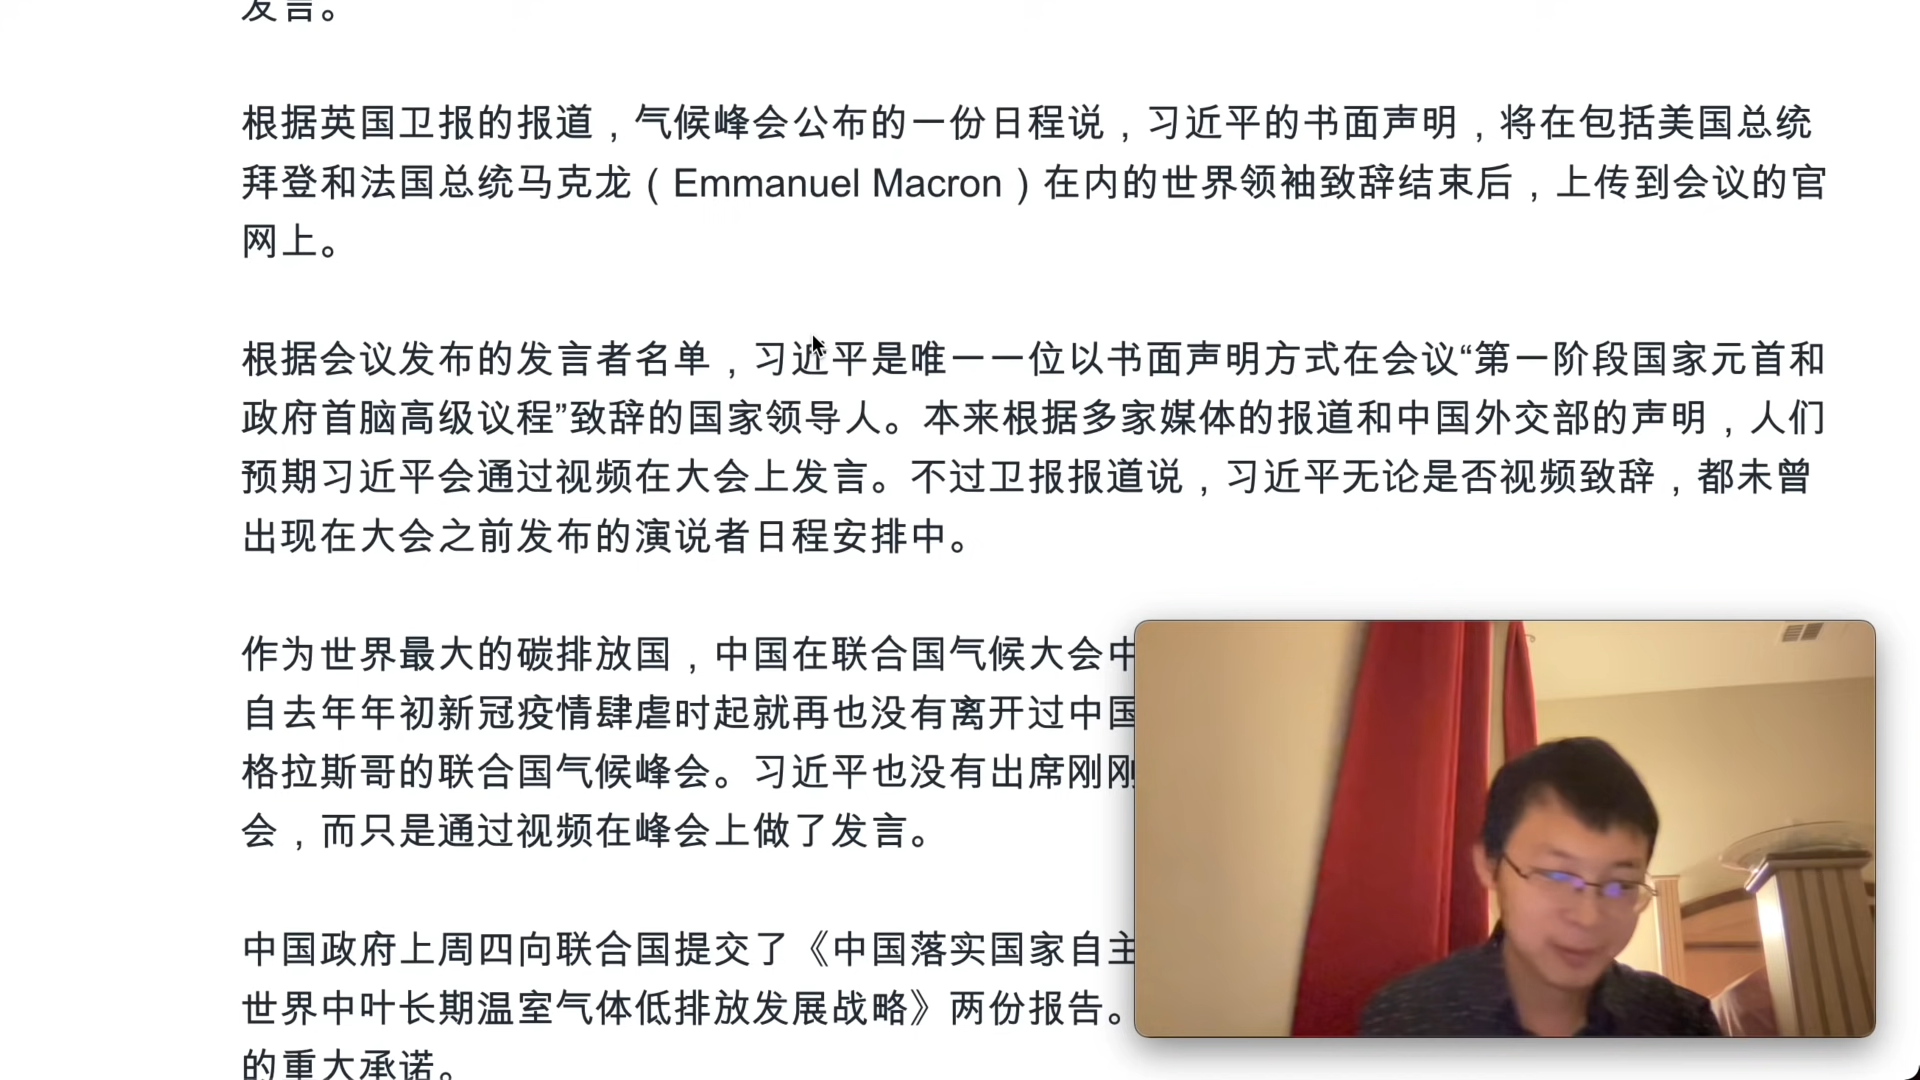 发言。
根据英国卫报的报道，气候峰会公布的一份日程说，习近平的书面声明，将在包括美国总统
拜登和法国总统马克龙（Emmanuel Macron）在内的世界领袖致辞结束后，上传到会议的官
网上。
根据会议发布的发言者名单，习近平是唯一一位以书面声明方式在会议“第一阶段国家元首和
政府首脑高级议程”致辞的国家领导人。本来根据多家媒体的报道和中国外交部的声明，人们
预期习近平会通过视频在大会上发言。不过卫报报道说，习近平无论是否视频致辞，都未曾
出现在大会之前发布的演说者日程安排中。
作为世界最大的碳排放国，中国在联合国气候大会中
自去年年初新冠疫情肆虐时起就再也没有离开过中国
格拉斯哥的联合国气候峰会。习近平也没有出席刚刚
会，而只是通过视频在峰会上做了发言。
中国政府上周四向联合国提交了《中国落实国家自主
世界中叶长期温室气体低排放发展战略》两份报告。
的重大承诺。